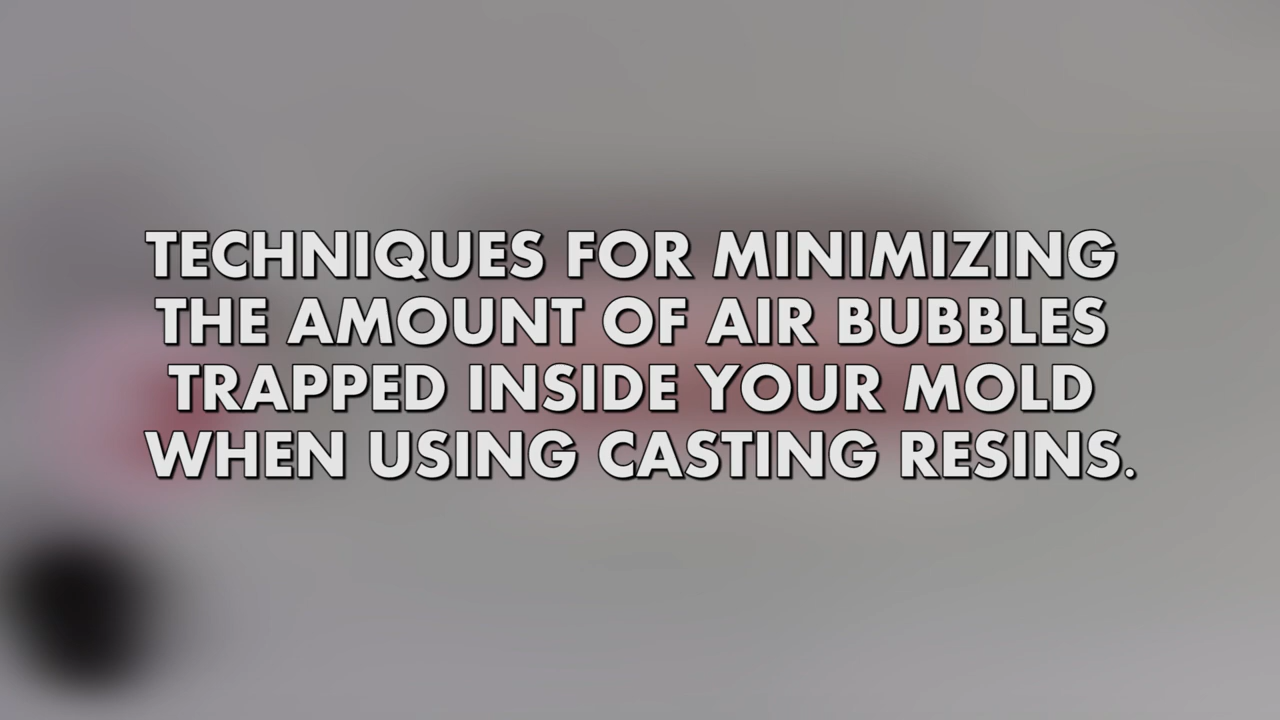 TECHNIQUES FOR MINIMIZING
THE AMOUNT OF AIR BUBBLES
TRAPPED INSIDE YOUR MOLD
WHEN USING CASTING RESINS.